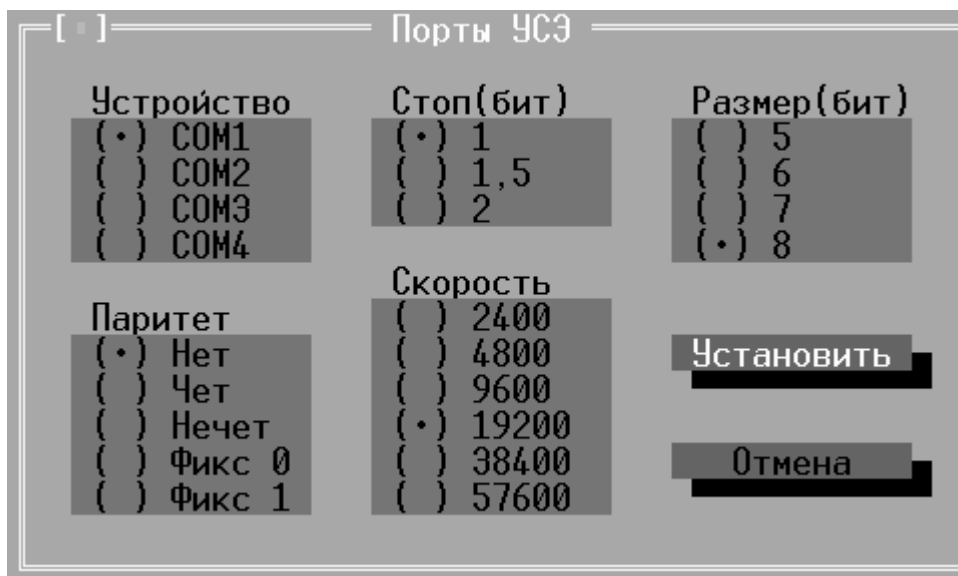 [▪] Порты УСЭ
Устройство
(•) COM1
( ) COM2
( ) COM3
( ) COM4
Стоп(бит)
(•) 1
( ) 1,5
( ) 2
Размер(бит)
( ) 5
( ) 6
( ) 7
(•) 8
Паритет
(•) Нет
( ) Чет
( ) Нечет
( ) Фикс 0
( ) Фикс 1
Скорость
( ) 2400
( ) 4800
( ) 9600
(•) 19200
( ) 38400
( ) 57600
Установить
Отмена